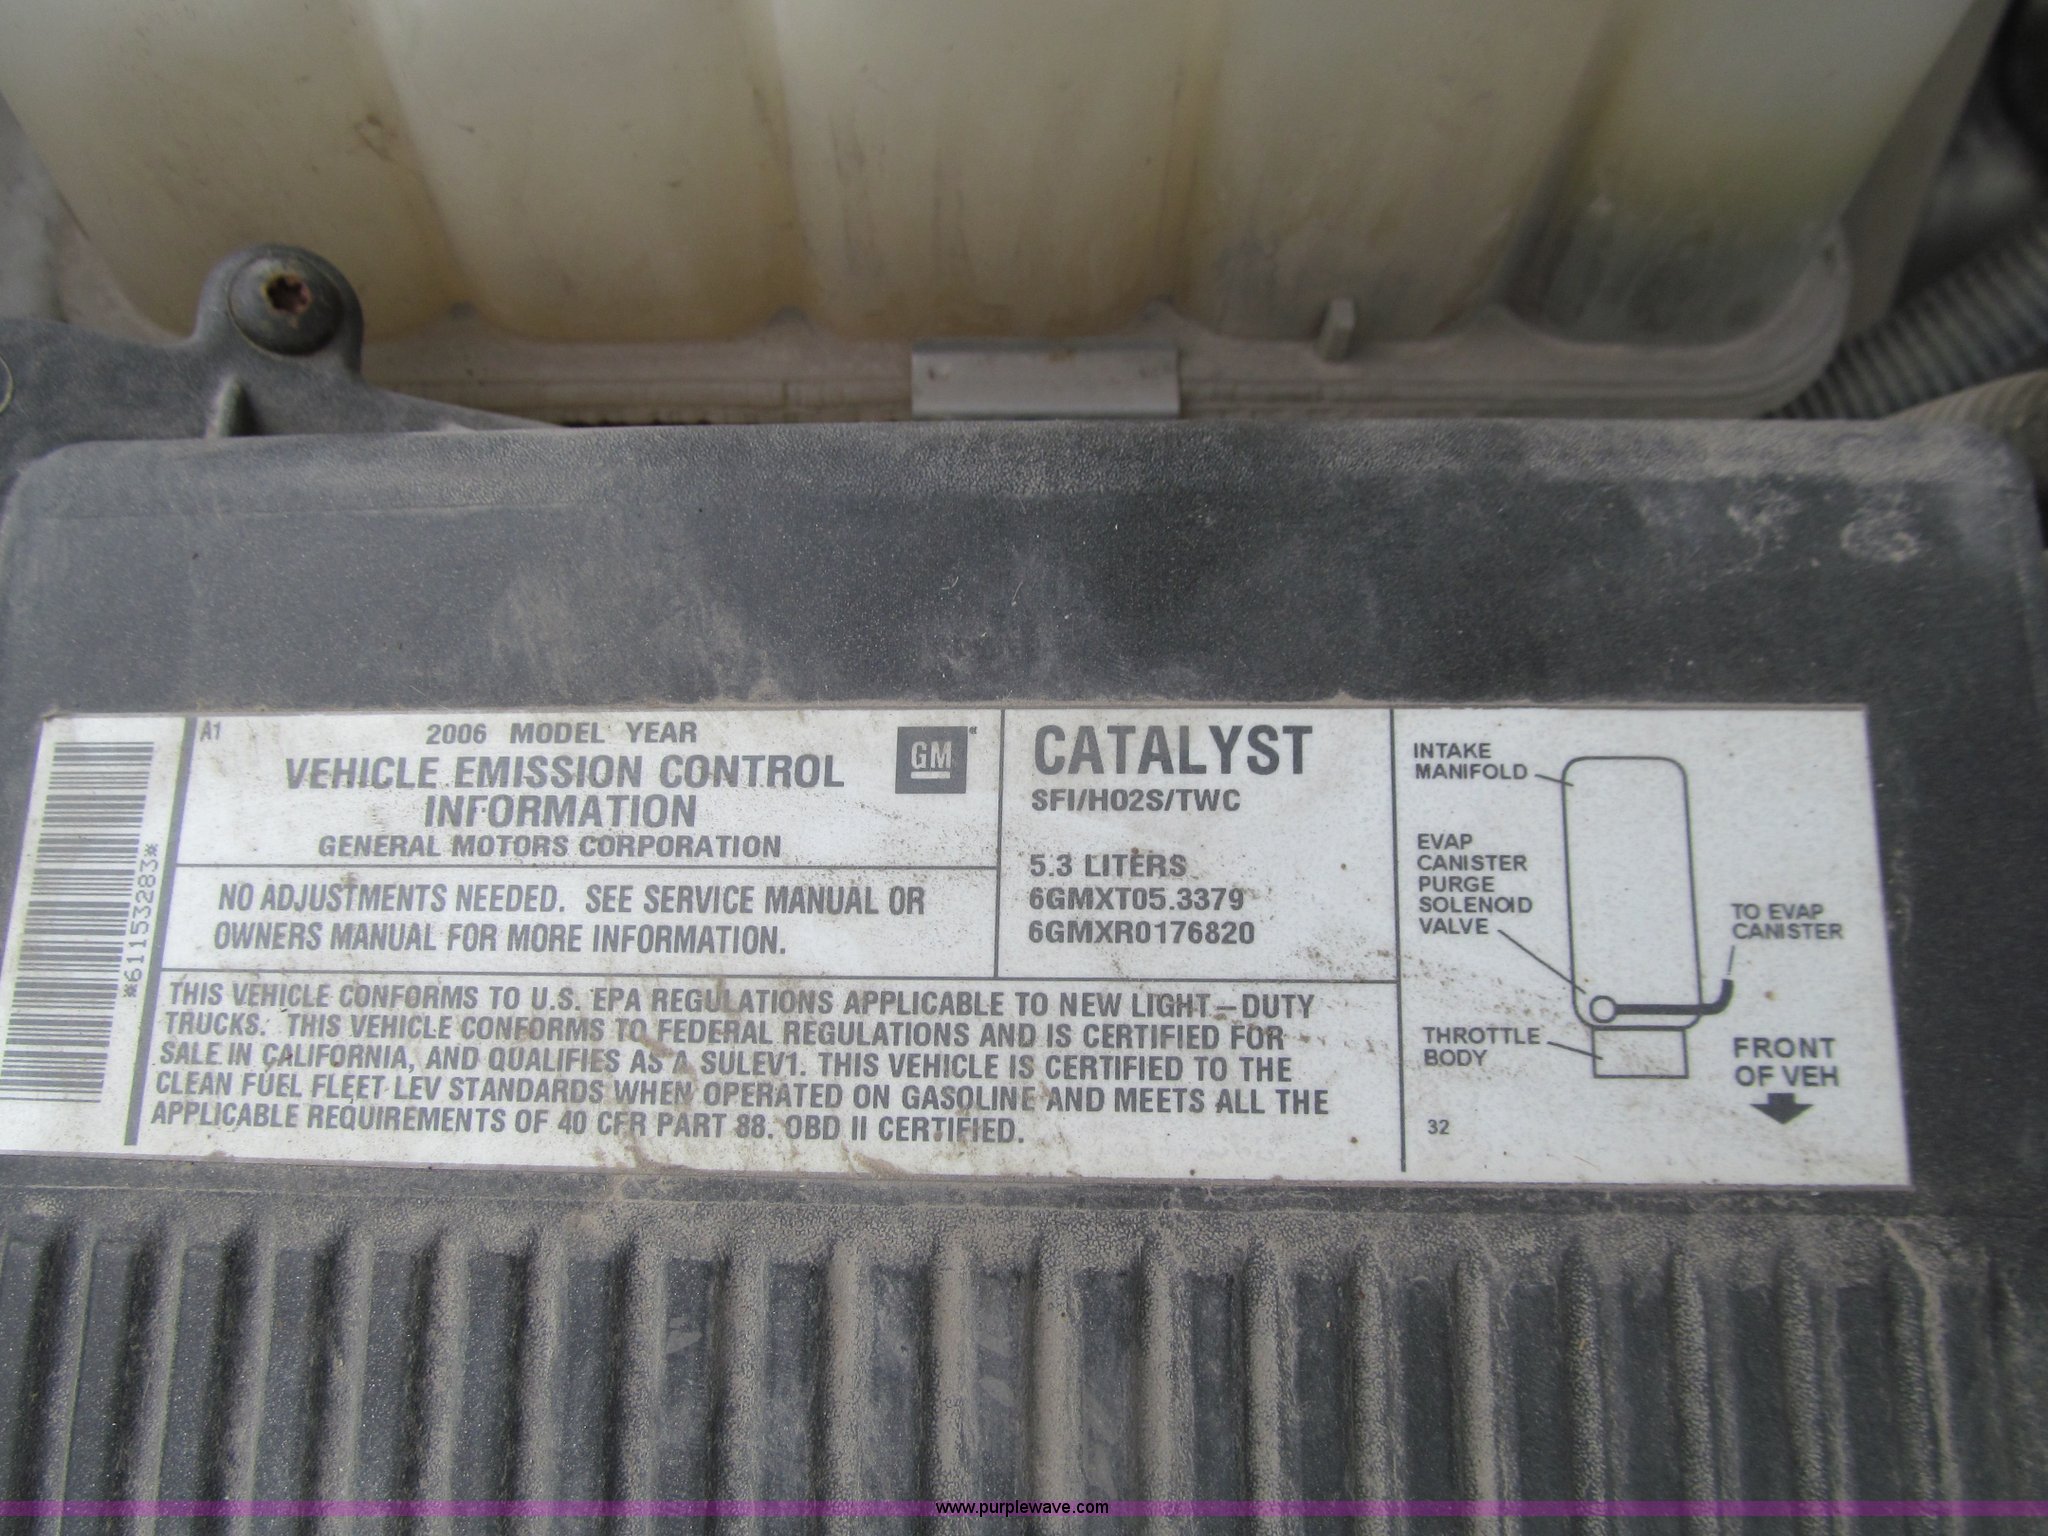 A1
2006 MODEL YEAR
VEHICLE EMISSION CONTROL
INFORMATION
GENERAL MOTORS CORPORATION
GM
NO ADJUSTMENTS NEEDED. SEE SERVICE MANUAL OR
OWNERS MANUAL FOR MORE INFORMATION.
CATALYST
SFI/HO2S/TWC
5.3 LITERS
6GMXT05.3379
6GMXR0176820
THIS VEHICLE CONFORMS TO U.S. EPA REGULATIONS APPLICABLE TO NEW LIGHT-DUTY
TRUCKS. THIS VEHICLE CONFORMS TO FEDERAL REGULATIONS AND IS CERTIFIED FOR
SALE IN CALIFORNIA, AND QUALIFIES AS A SULEV1. THIS VEHICLE IS CERTIFIED TO THE
CLEAN FUEL FLEET LEV STANDARDS WHEN OPERATED ON GASOLINE AND MEETS ALL THE
APPLICABLE REQUIREMENTS OF 40 CFR PART 88. OBD II CERTIFIED.
*611532283*
INTAKE
MANIFOLD
EVAP
CANISTER
PURGE
SOLENOID
VALVE
TO EVAP
CANISTER
THROTTLE
BODY
FRONT
OF VEH
32
www.purplewave.com